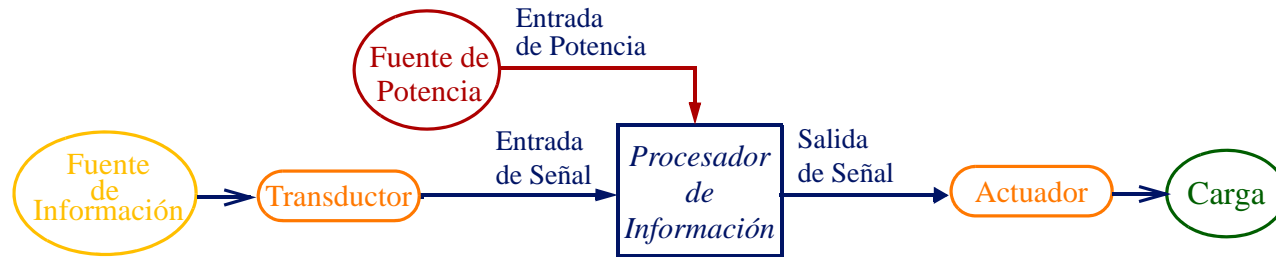 Entrada
de Potencia
Fuente de
Potencia
Fuente
de
Información
Transductor
Entrada
de Señal
Procesador
de
Información
Salida
de Señal
Actuador
Carga